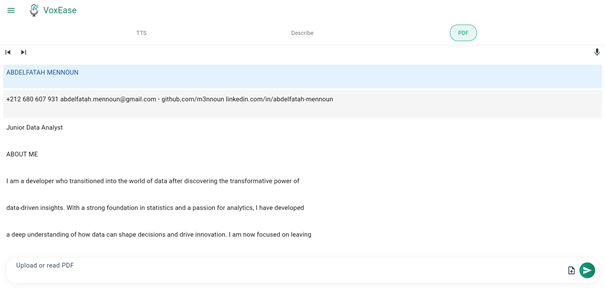 VoxEase
TTS
Describe
PDF
ABDELFATAH MENNOUN
+212 680 607 931 abdelfatah.mennoun@gmail.com - github.com/m3nnoun linkedin.com/in/abdelfatah-mennoun
Junior Data Analyst
ABOUT ME
I am a developer who transitioned into the world of data after discovering the transformative power of
data-driven insights. With a strong foundation in statistics and a passion for analytics, I have developed
a deep understanding of how data can shape decisions and drive innovation. I am now focused on leaving
Upload or read PDF